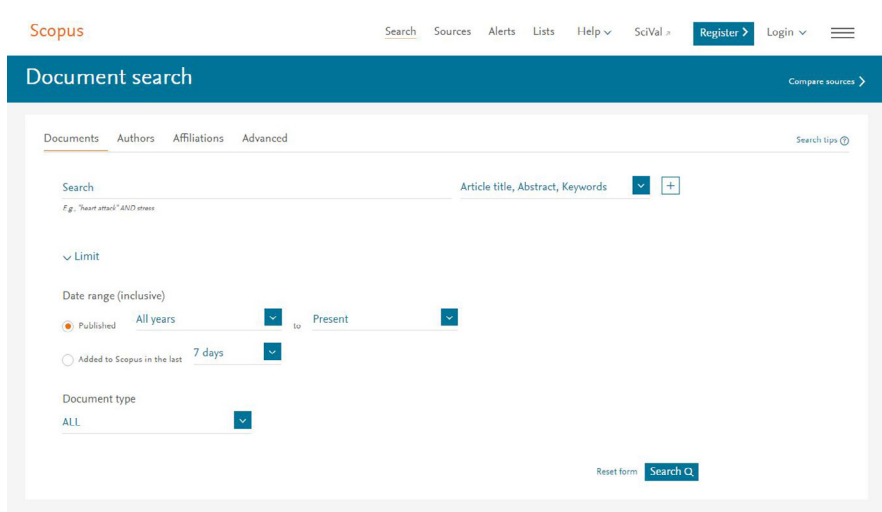 Scopus
Search Sources Alerts Lists Help SciVal Register Login
Document search
Compare sources
Documents Authors Affiliations Advanced
Search tips
Search
Article title, Abstract, Keywords
E.g., "heart attack" AND stress
Limit
Date range (inclusive)
Published All years to Present
Added to Scopus in the last 7 days
Document type
ALL
Reset form Search